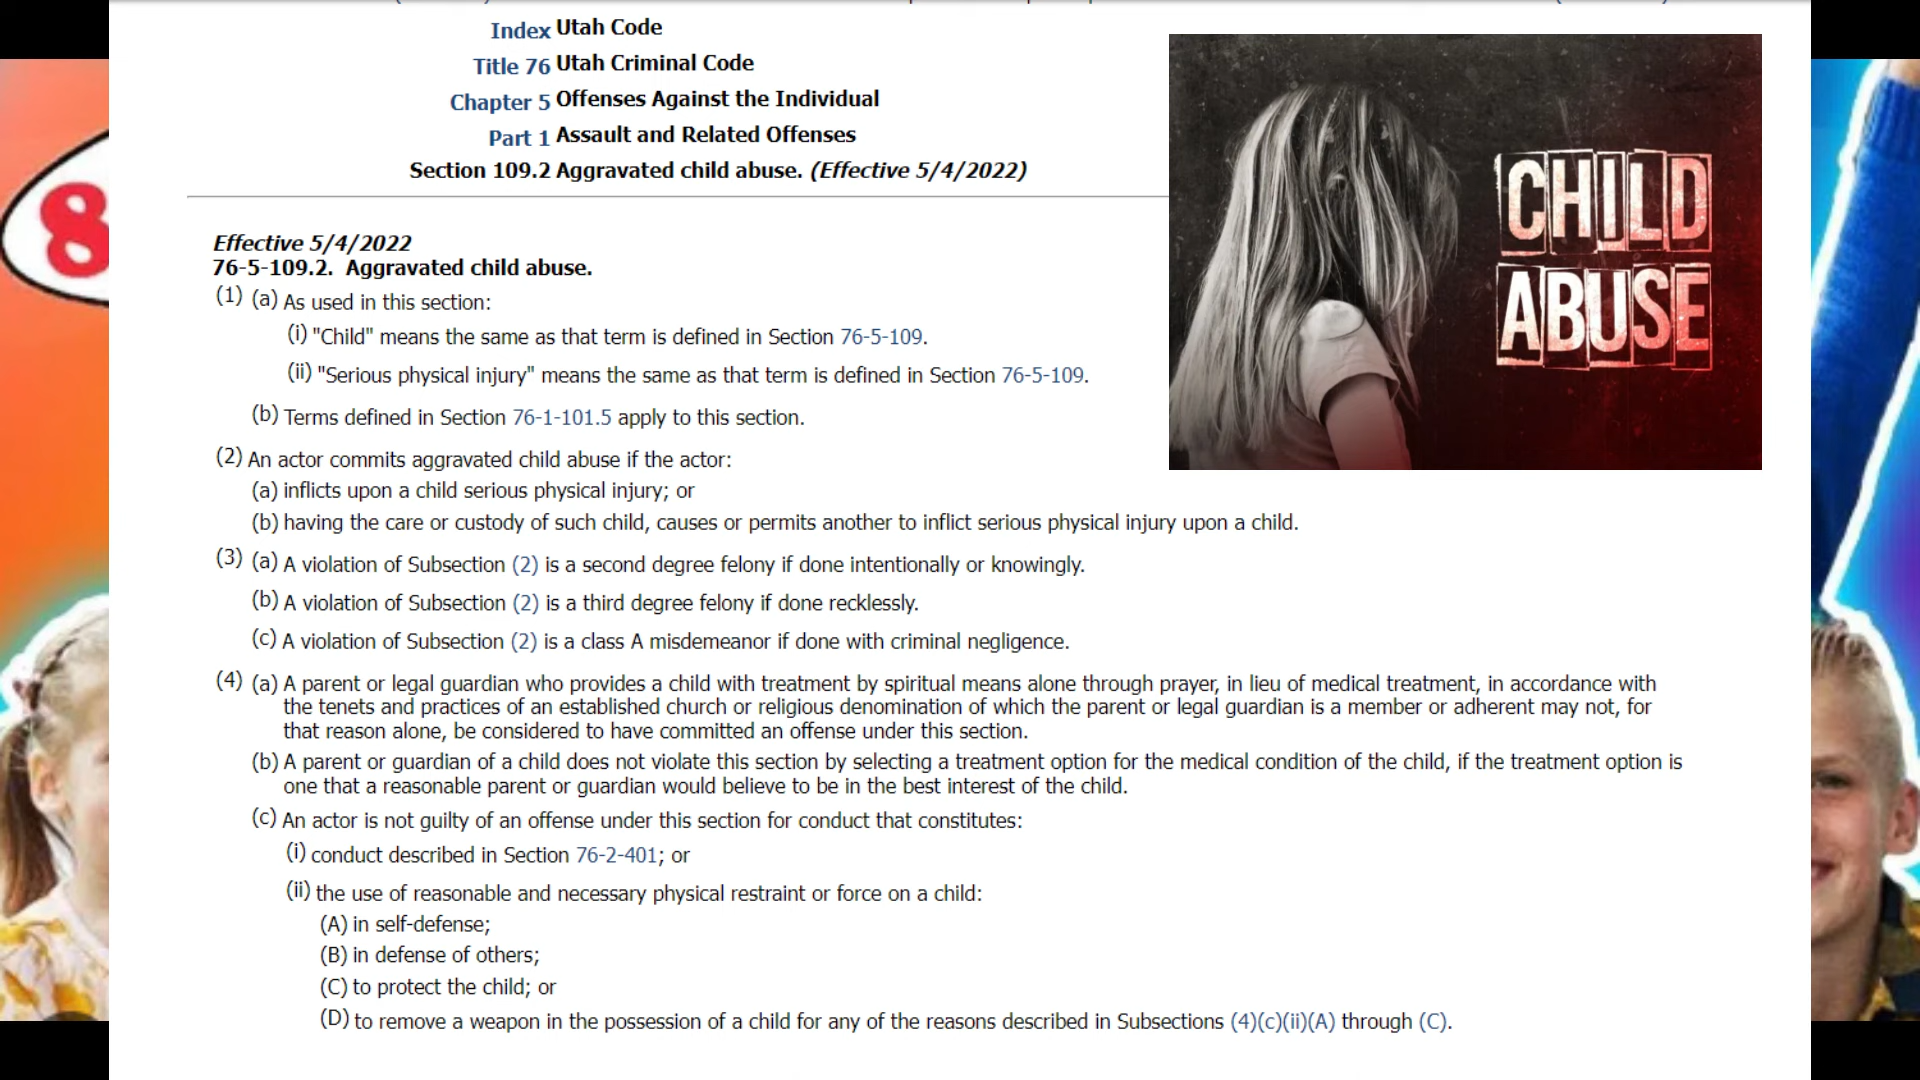 Index Utah Code
Title 76 Utah Criminal Code
Chapter 5 Offenses Against the Individual
Part 1 Assault and Related Offenses
Section 109.2 Aggravated child abuse. (Effective 5/4/2022)
CHILD
ABUSE
8
Effective 5/4/2022
76-5-109.2. Aggravated child abuse.
(1) (a) As used in this section:
(i) "Child" means the same as that term is defined in Section 76-5-109.
(ii) "Serious physical injury" means the same as that term is defined in Section 76-5-109.
(b) Terms defined in Section 76-1-101.5 apply to this section.
(2) An actor commits aggravated child abuse if the actor:
(a) inflicts upon a child serious physical injury; or
(b) having the care or custody of such child, causes or permits another to inflict serious physical injury upon a child.
(3) (a) A violation of Subsection (2) is a second degree felony if done intentionally or knowingly.
(b) A violation of Subsection (2) is a third degree felony if done recklessly.
(c) A violation of Subsection (2) is a class A misdemeanor if done with criminal negligence.
(4) (a) A parent or legal guardian who provides a child with treatment by spiritual means alone through prayer, in lieu of medical treatment, in accordance with
the tenets and practices of an established church or religious denomination of which the parent or legal guardian is a member or adherent may not, for
that reason alone, be considered to have committed an offense under this section.
(b) A parent or guardian of a child does not violate this section by selecting a treatment option for the medical condition of the child, if the treatment option is
one that a reasonable parent or guardian would believe to be in the best interest of the child.
(c) An actor is not guilty of an offense under this section for conduct that constitutes:
(i) conduct described in Section 76-2-401; or
(ii) the use of reasonable and necessary physical restraint or force on a child:
(A) in self-defense;
(B) in defense of others;
(C) to protect the child; or
(D) to remove a weapon in the possession of a child for any of the reasons described in Subsections (4)(c)(ii)(A) through (C).